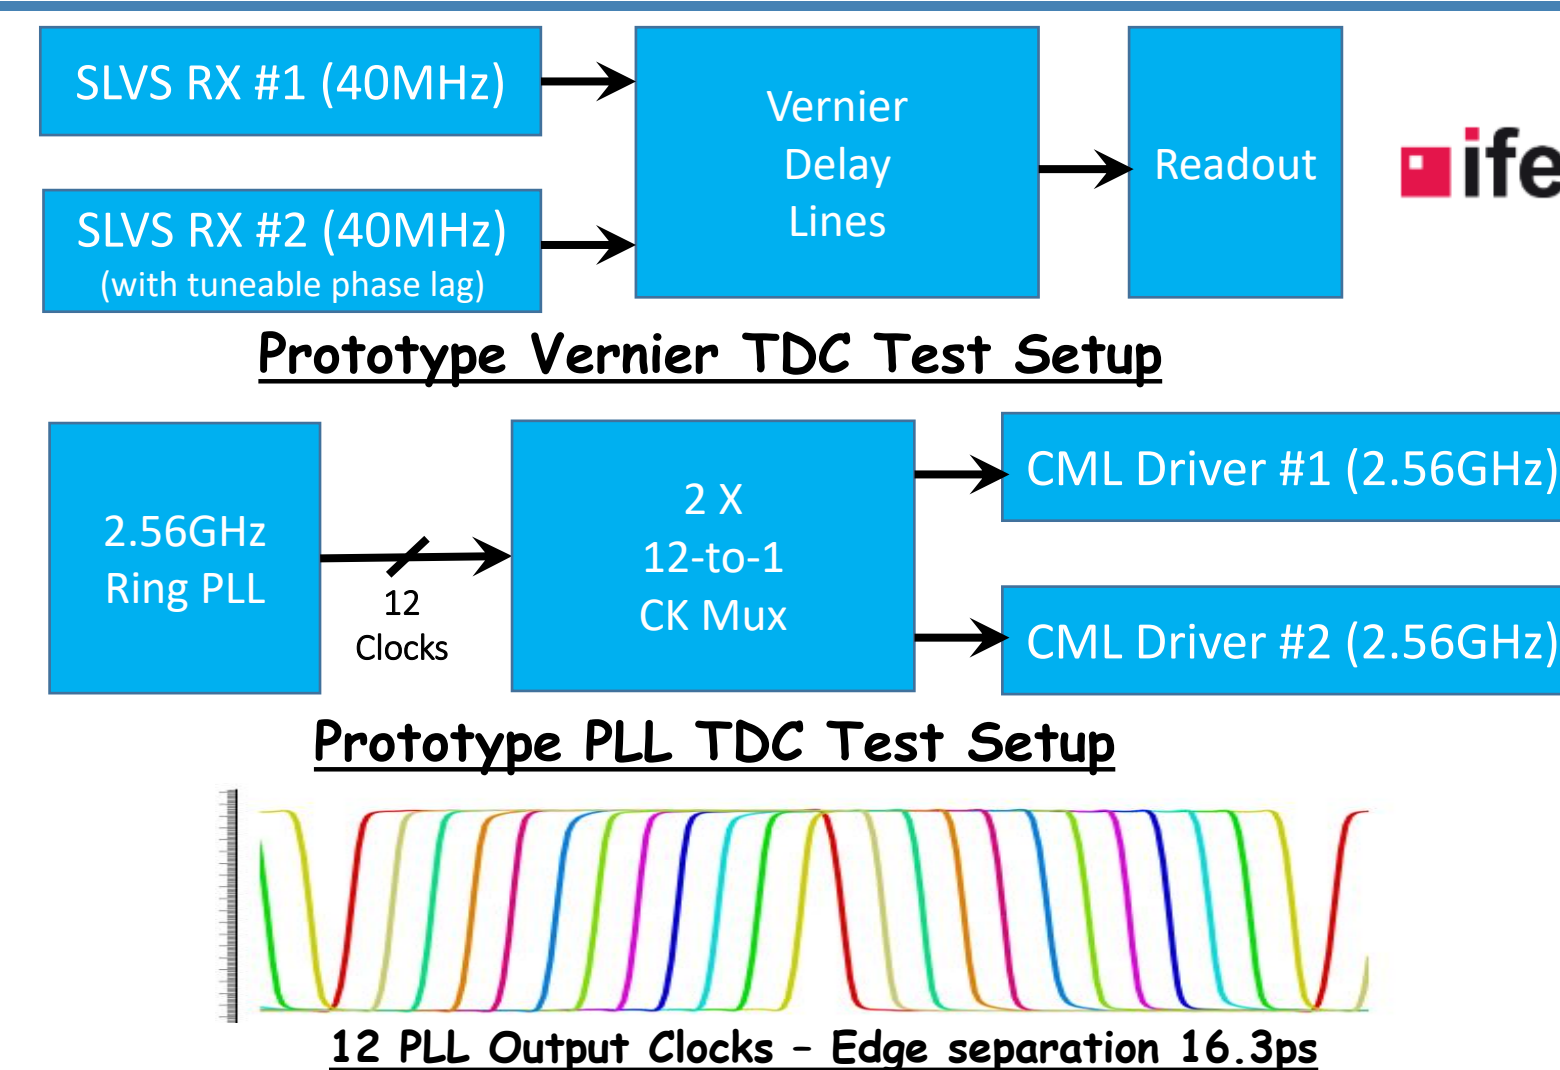 SLVS RX #1 (40MHz)
SLVS RX #2 (40MHz)
(with tuneable phase lag)
Vernier
Delay
Lines
Readout
ife
Prototype Vernier TDC Test Setup
2.56GHz
Ring PLL
12
Clocks
2 X
12-to-1
CK Mux
CML Driver #1 (2.56GHz)
CML Driver #2 (2.56GHz)
Prototype PLL TDC Test Setup
12 PLL Output Clocks – Edge separation 16.3ps